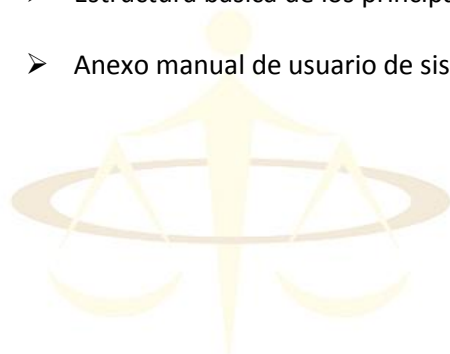 ➢ Estructura básica de los princip
➢ Anexo manual de usuario de sis